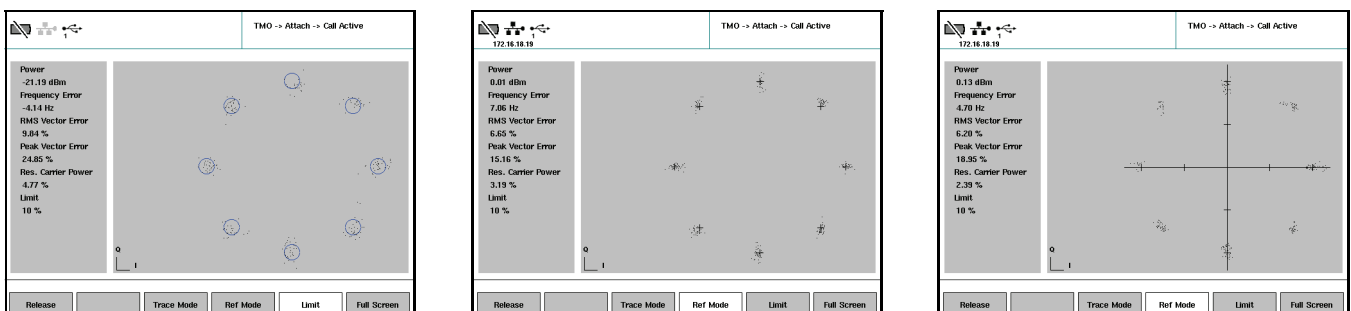 TMO -> Attach -> Call Active
1
Power
-21.19 dBm
Frequency Error
-4.14 Hz
RMS Vector Error
9.84 %
Peak Vector Error
24.85 %
Res. Carrier Power
4.77 %
Limit
10 %
Q
I
Release
Trace Mode
Ref Mode
Limit
Full Screen
TMO -> Attach -> Call Active
1
172.16.18.19
Power
0.01 dBm
Frequency Error
7.06 Hz
RMS Vector Error
6.65 %
Peak Vector Error
15.16 %
Res. Carrier Power
3.19 %
Limit
10 %
Q
I
Release
Trace Mode
Ref Mode
Limit
Full Screen
TMO -> Attach -> Call Active
1
172.16.18.19
Power
0.13 dBm
Frequency Error
4.70 Hz
RMS Vector Error
6.20 %
Peak Vector Error
18.95 %
Res. Carrier Power
2.39 %
Limit
10 %
Q
I
Release
Trace Mode
Ref Mode
Limit
Full Screen